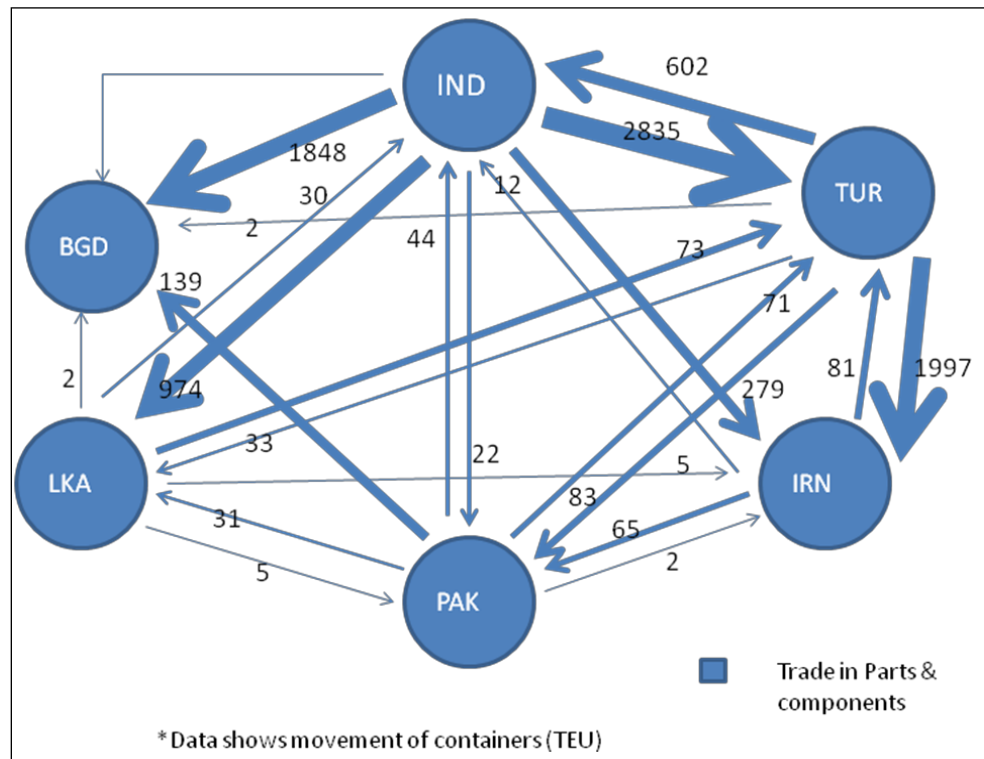 IND
602
2835
1848
TUR
12
30
2
44
BGD
73
139
71
2
974
81
1997
279
33
22
5
LKA
IRN
83
31
65
5
2
PAK
Trade in Parts &
components
* Data shows movement of containers (TEU)